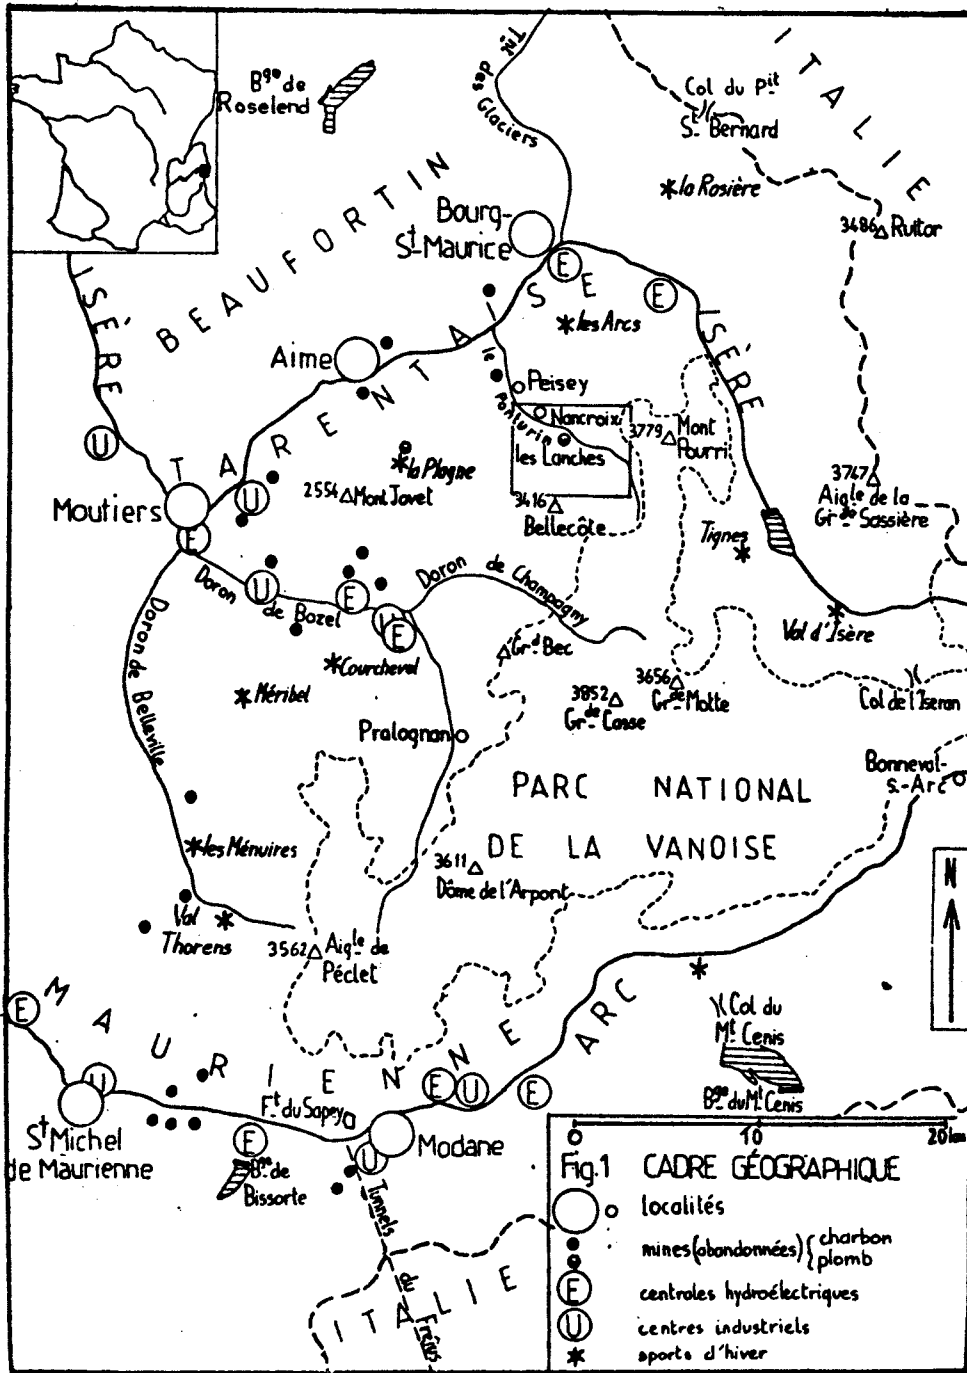 Bge de
Roselend
Tnt des
Glaciers
ITALIE
Col du Pit
St Bernard
la Rosière
3486 Ruitor
BEAUFORTIN
Bourg-
St Maurice
ISÈRE
Aime
TARENTAISE
les Arcs
ISÈRE
le Ponturin
Peisey
Nancroix
les Lanches
3779 Mont
Pourri
la Plagne
2554 Mont Jovet
3416
Bellecôte
3747
Aigle de la
Grde Sassière
Moutiers
Tignes
Doron de Bozel
Doron de Champagny
Val d'Isère
Doron de Belleville
Courchevel
Méribel
Grd Bec
3852
Grde Casse
3656
Grde Motte
Col de l'Iseran
Pralognan
Bonneval-
s.-Arc
PARC NATIONAL
DE LA VANOISE
les Ménuires
3611
Dôme de l'Arpont
Val
Thorens
3562 Aigle de
Péclet
N
MAURIENNE
ARC
Col du
Mt Cenis
Bge du Mt Cenis
Ft du Sapey
St Michel
de Maurienne
Modane
Bge de
Bissorte
Tunnels
du
Fréjus
ITALIE
0 10 20 km
Fig.1 CADRE GÉOGRAPHIQUE
localités
mines (abandonnées) { charbon
plomb
E centrales hydroélectriques
U centres industriels
sports d'hiver